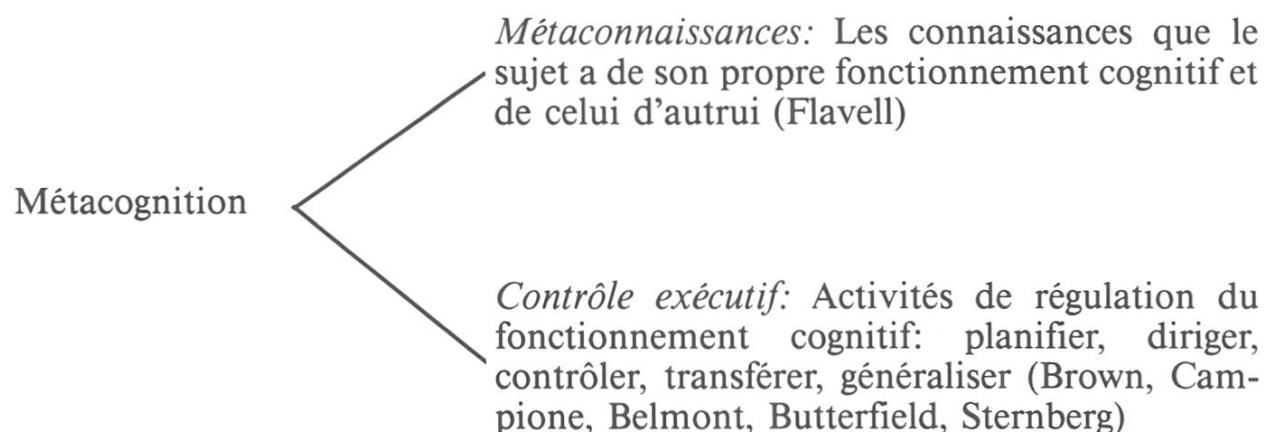 Métaconnaissances: Les connaissances que le
sujet a de son propre fonctionnement cognitif et
de celui d'autrui (Flavell)
Métacognition
Contrôle exécutif: Activités de régulation du
fonctionnement cognitif: planifier, diriger,
contrôler, transférer, généraliser (Brown, Cam-
pione, Belmont, Butterfield, Sternberg)